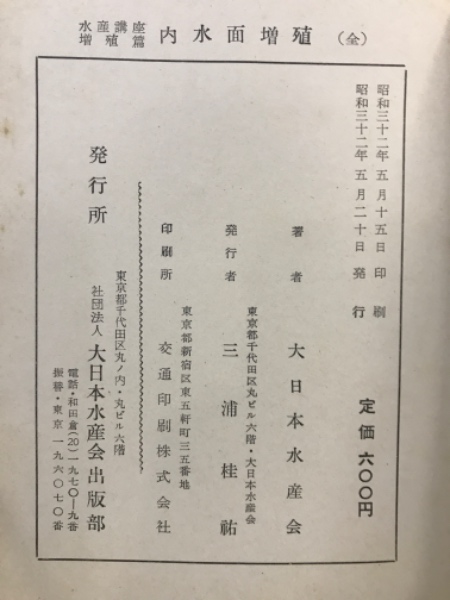 水産講座
増殖篇
内水面増殖（全）
昭和三十二年五月十五日印刷
昭和三十二年五月二十日発行
定価六〇〇円
著者 大日本水産会
東京都千代田区丸ビル六階・大日本水産会
発行者 三浦桂祐
東京都新宿区東五軒町三五番地
印刷所 交通印刷株式会社
東京都千代田区丸ノ内・丸ビル六階
発行所 社団法人 大日本水産会出版部
電話・和田倉(20)一九七〇—九番
振替・東京一九六〇七〇番